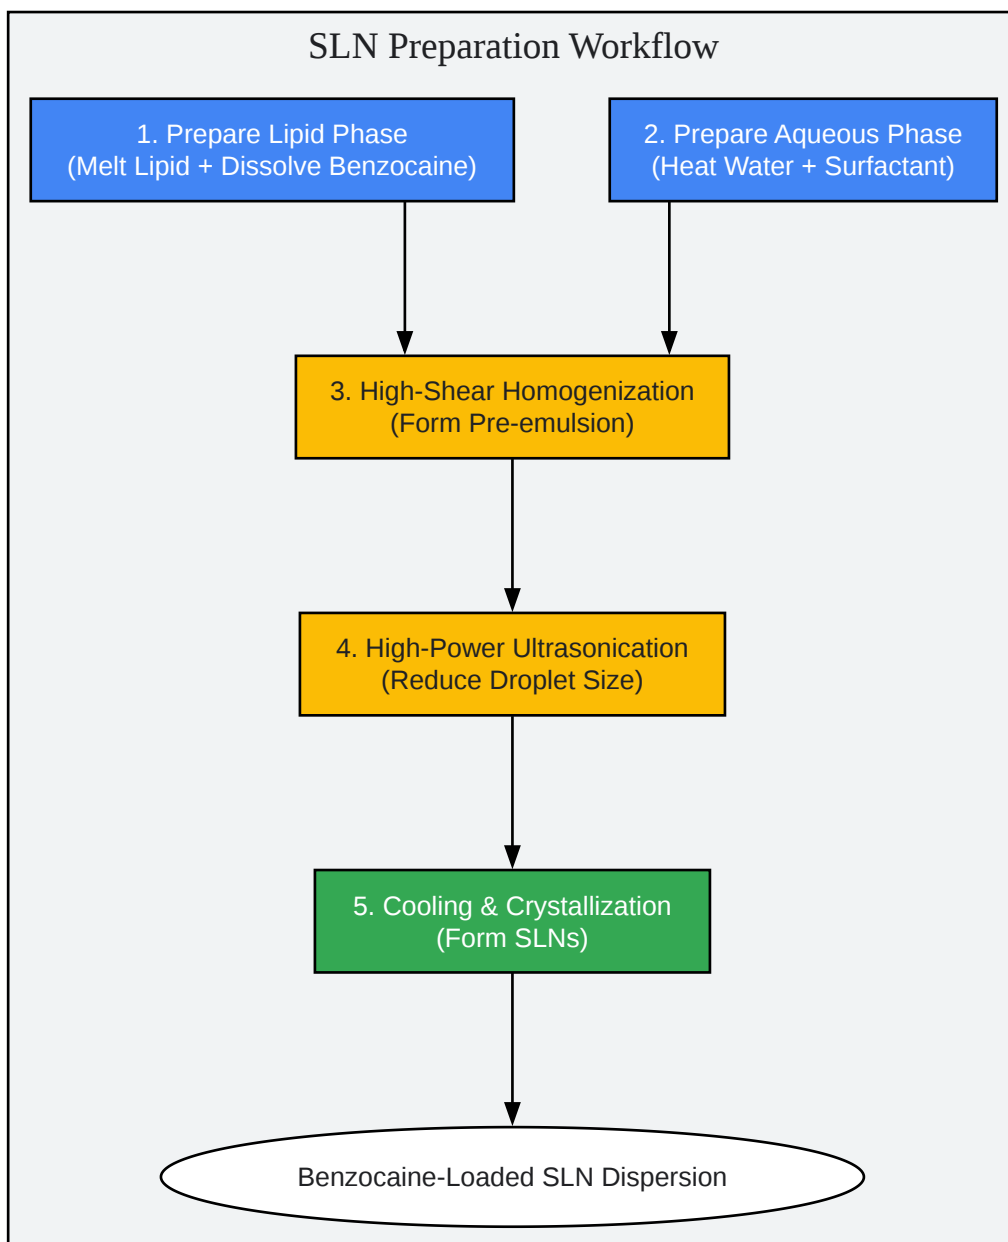 SLN Preparation Workflow
1. Prepare Lipid Phase
(Melt Lipid + Dissolve Benzocaine)
2. Prepare Aqueous Phase
(Heat Water + Surfactant)
3. High-Shear Homogenization
(Form Pre-emulsion)
4. High-Power Ultrasonication
(Reduce Droplet Size)
5. Cooling & Crystallization
(Form SLNs)
Benzocaine-Loaded SLN Dispersion